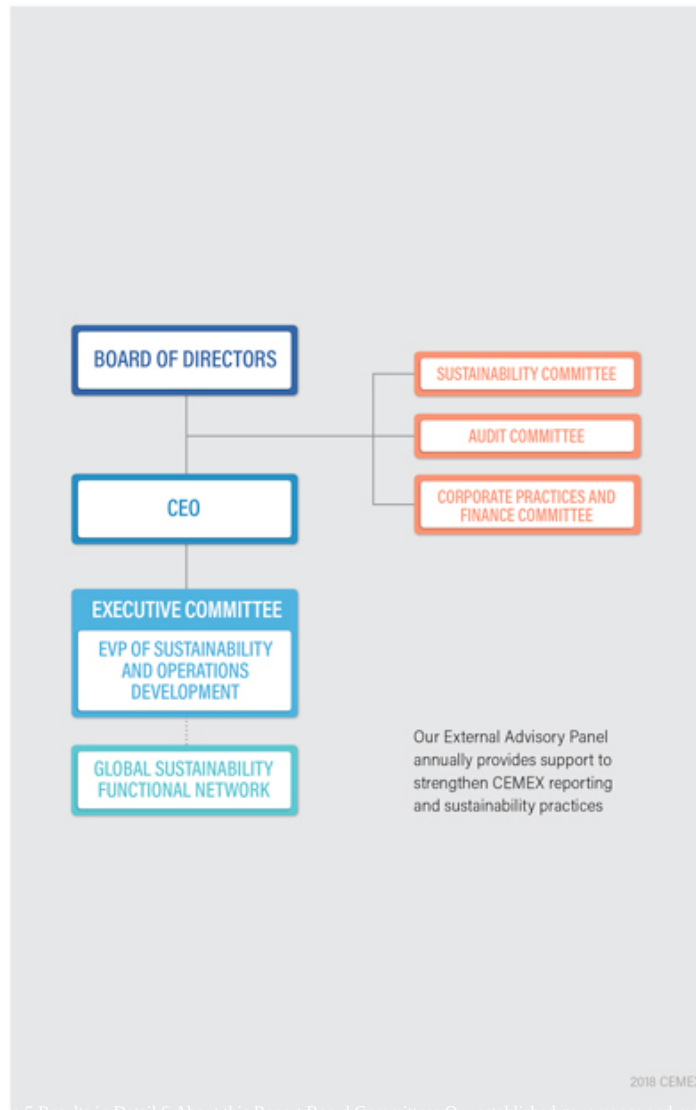 BOARD OF DIRECTORS
SUSTAINABILITY COMMITTEE
AUDIT COMMITTEE
CORPORATE PRACTICES AND
FINANCE COMMITTEE
CEO
EXECUTIVE COMMITTEE
EVP OF SUSTAINABILITY
AND OPERATIONS
DEVELOPMENT
GLOBAL SUSTAINABILITY
FUNCTIONAL NETWORK
Our External Advisory Panel
annually provides support to
strengthen CEMEX reporting
and sustainability practices
2018 CEMEX